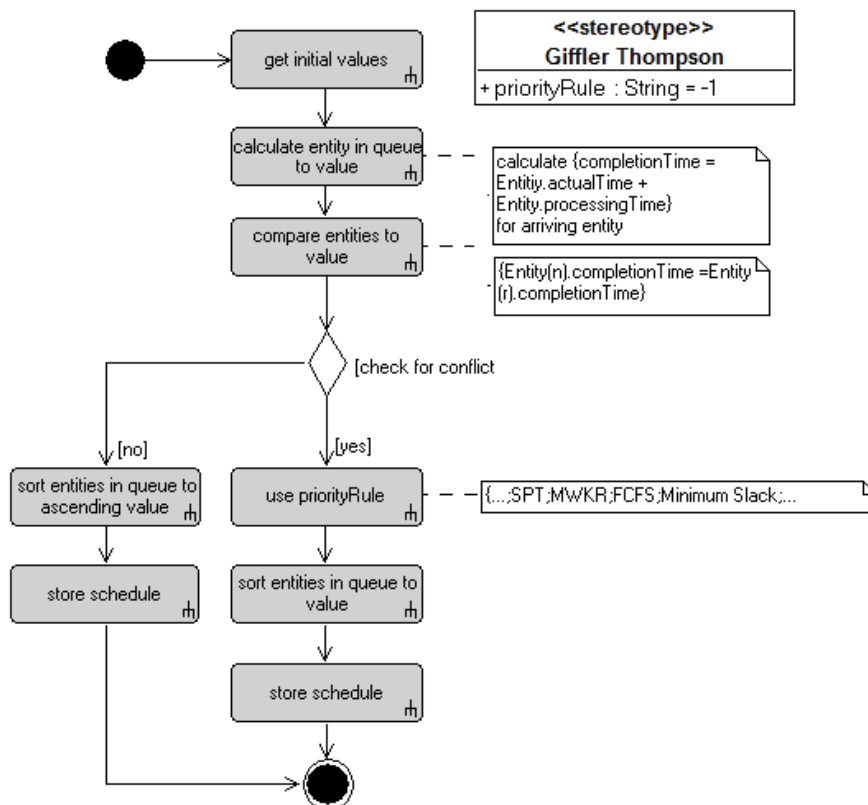 <<stereotype>>
Giffler Thompson
+ priorityRule : String = -1
get initial values
calculate entity in queue
to value
calculate {completionTime =
Entitiy.actualTime +
Entity.processingTime}
for arriving entity
compare entities to
value
{Entity(n).completionTime =Entity
(r).completionTime}
[check for conflict
[no]
[yes]
sort entities in queue to
ascending value
use priorityRule
{...;SPT;MWKR;FCFS;Minimum Slack;...
store schedule
sort entities in queue to
value
store schedule